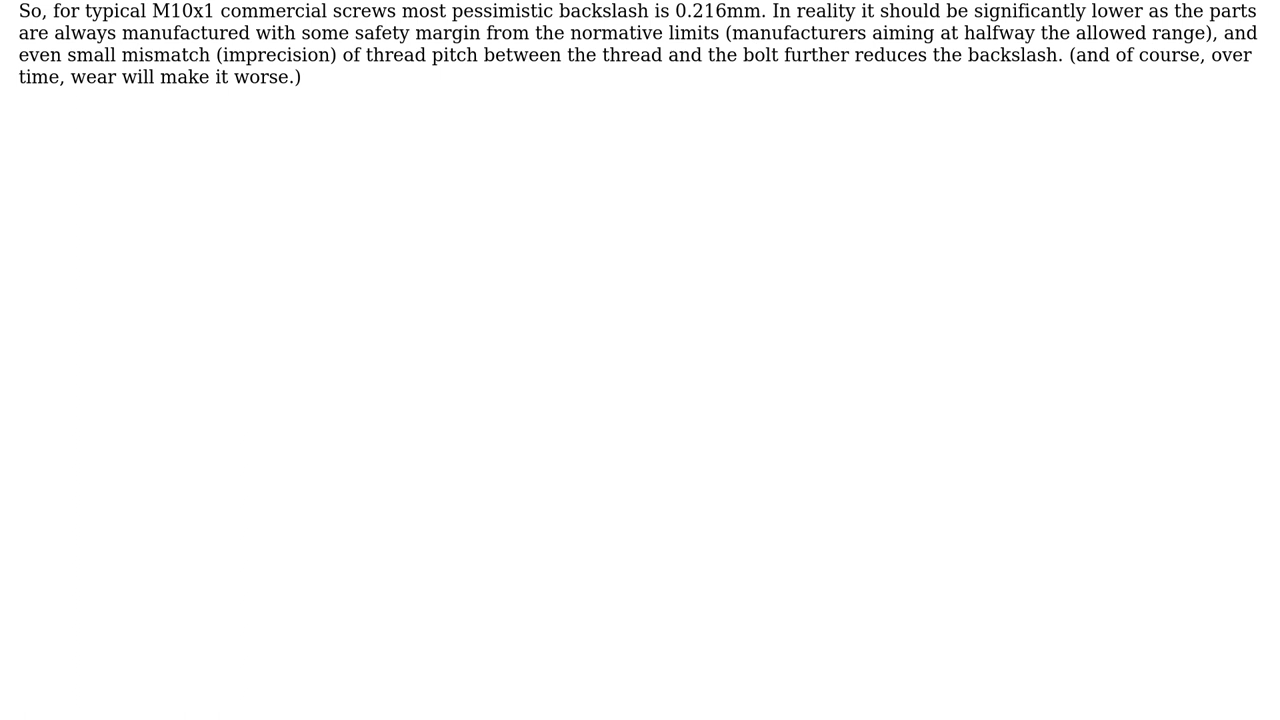 So, for typical M10x1 commercial screws most pessimistic backslash is 0.216mm. In reality it should be significantly lower as the parts
are always manufactured with some safety margin from the normative limits (manufacturers aiming at halfway the allowed range), and
even small mismatch (imprecision) of thread pitch between the thread and the bolt further reduces the backslash. (and of course, over
time, wear will make it worse.)